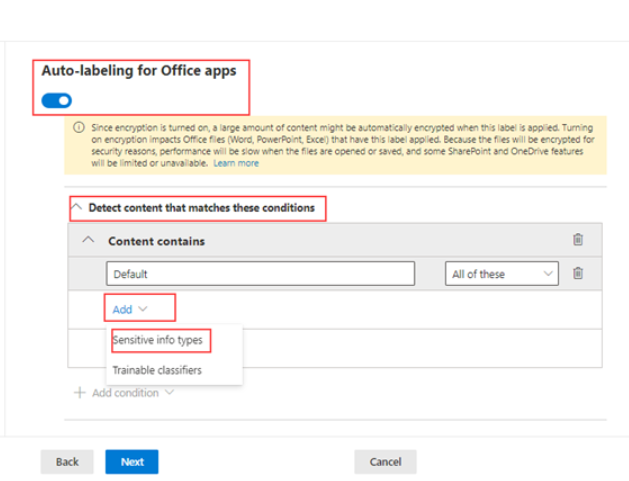 Auto-labeling for Office apps
Since encryption is turned on, a large amount of content might be automatically encrypted when this label is applied. Turning
on encryption impacts Office files (Word, PowerPoint, Excel) that have this label applied. Because the files will be encrypted for
security reasons, performance will be slow when the files are opened or saved, and some SharePoint and OneDrive features
will be limited or unavailable. Learn more
Detect content that matches these conditions
Content contains
Default All of these
Add
Sensitive info types
Trainable classifiers
Add condition
Back Next Cancel